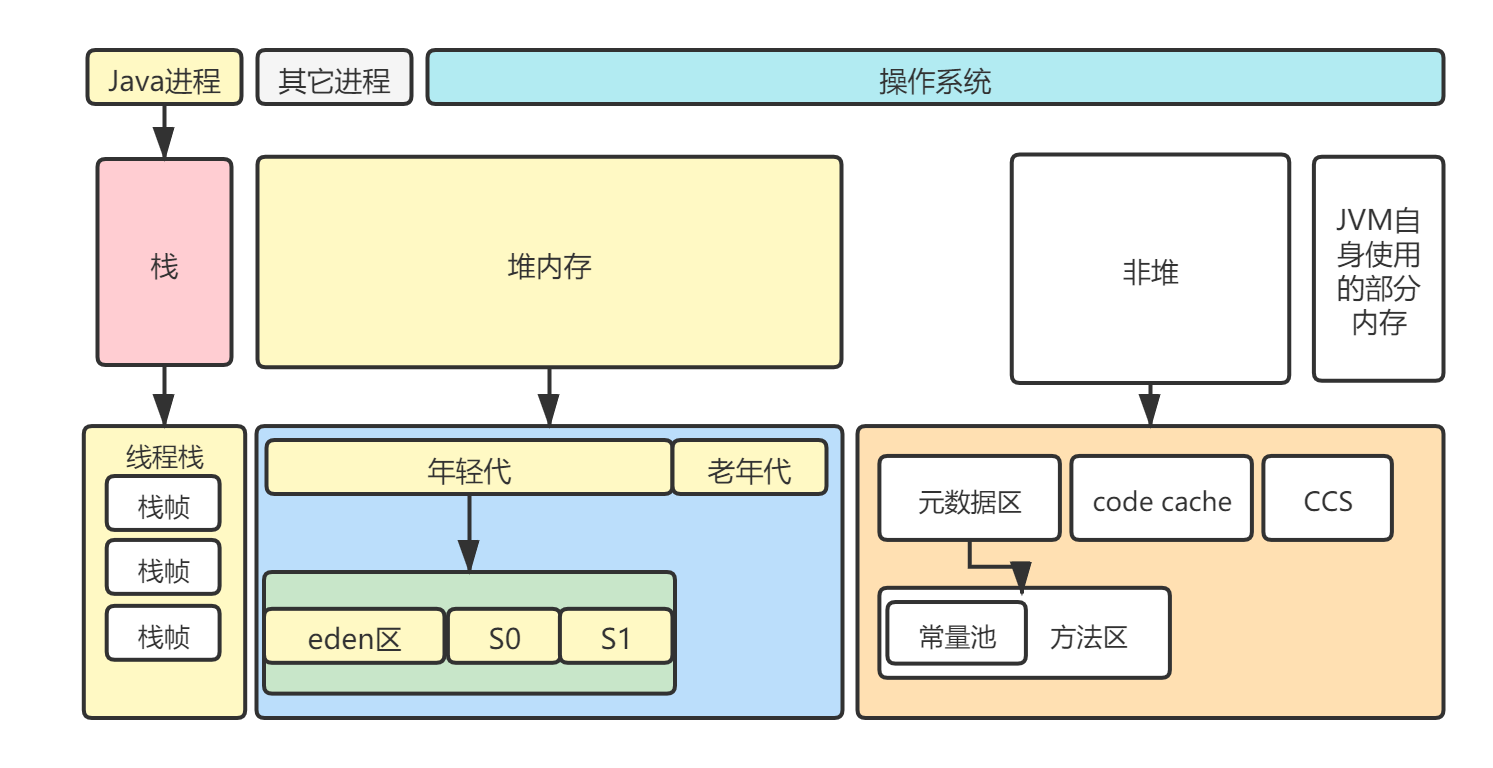 Java进程
其它进程
操作系统
栈
堆内存
非堆
JVM自
身使用
的部分
内存
线程栈
栈帧
栈帧
栈帧
年轻代
老年代
eden区
S0
S1
元数据区
code cache
CCS
常量池
方法区